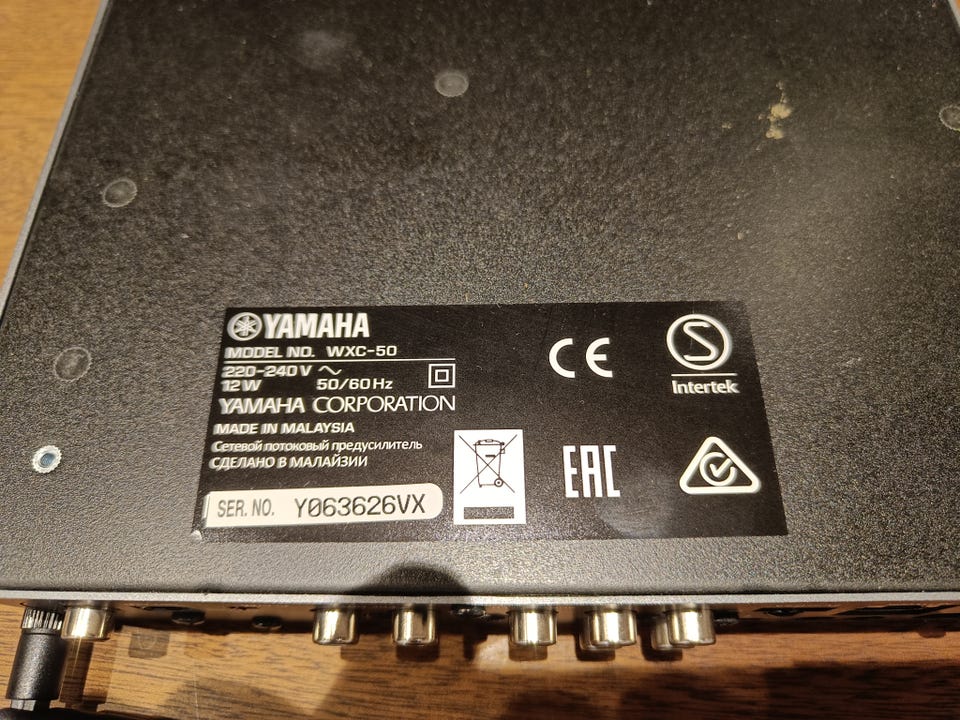 YAMAHA
MODEL NO. WXC-50
220-240 V ~
12 W 50/60 Hz
YAMAHA CORPORATION
MADE IN MALAYSIA
Сетевой потоковый предусилитель
СДЕЛАНО В МАЛАЙЗИИ
SER. NO. Y063626VX
CE
S
Intertek
EAC